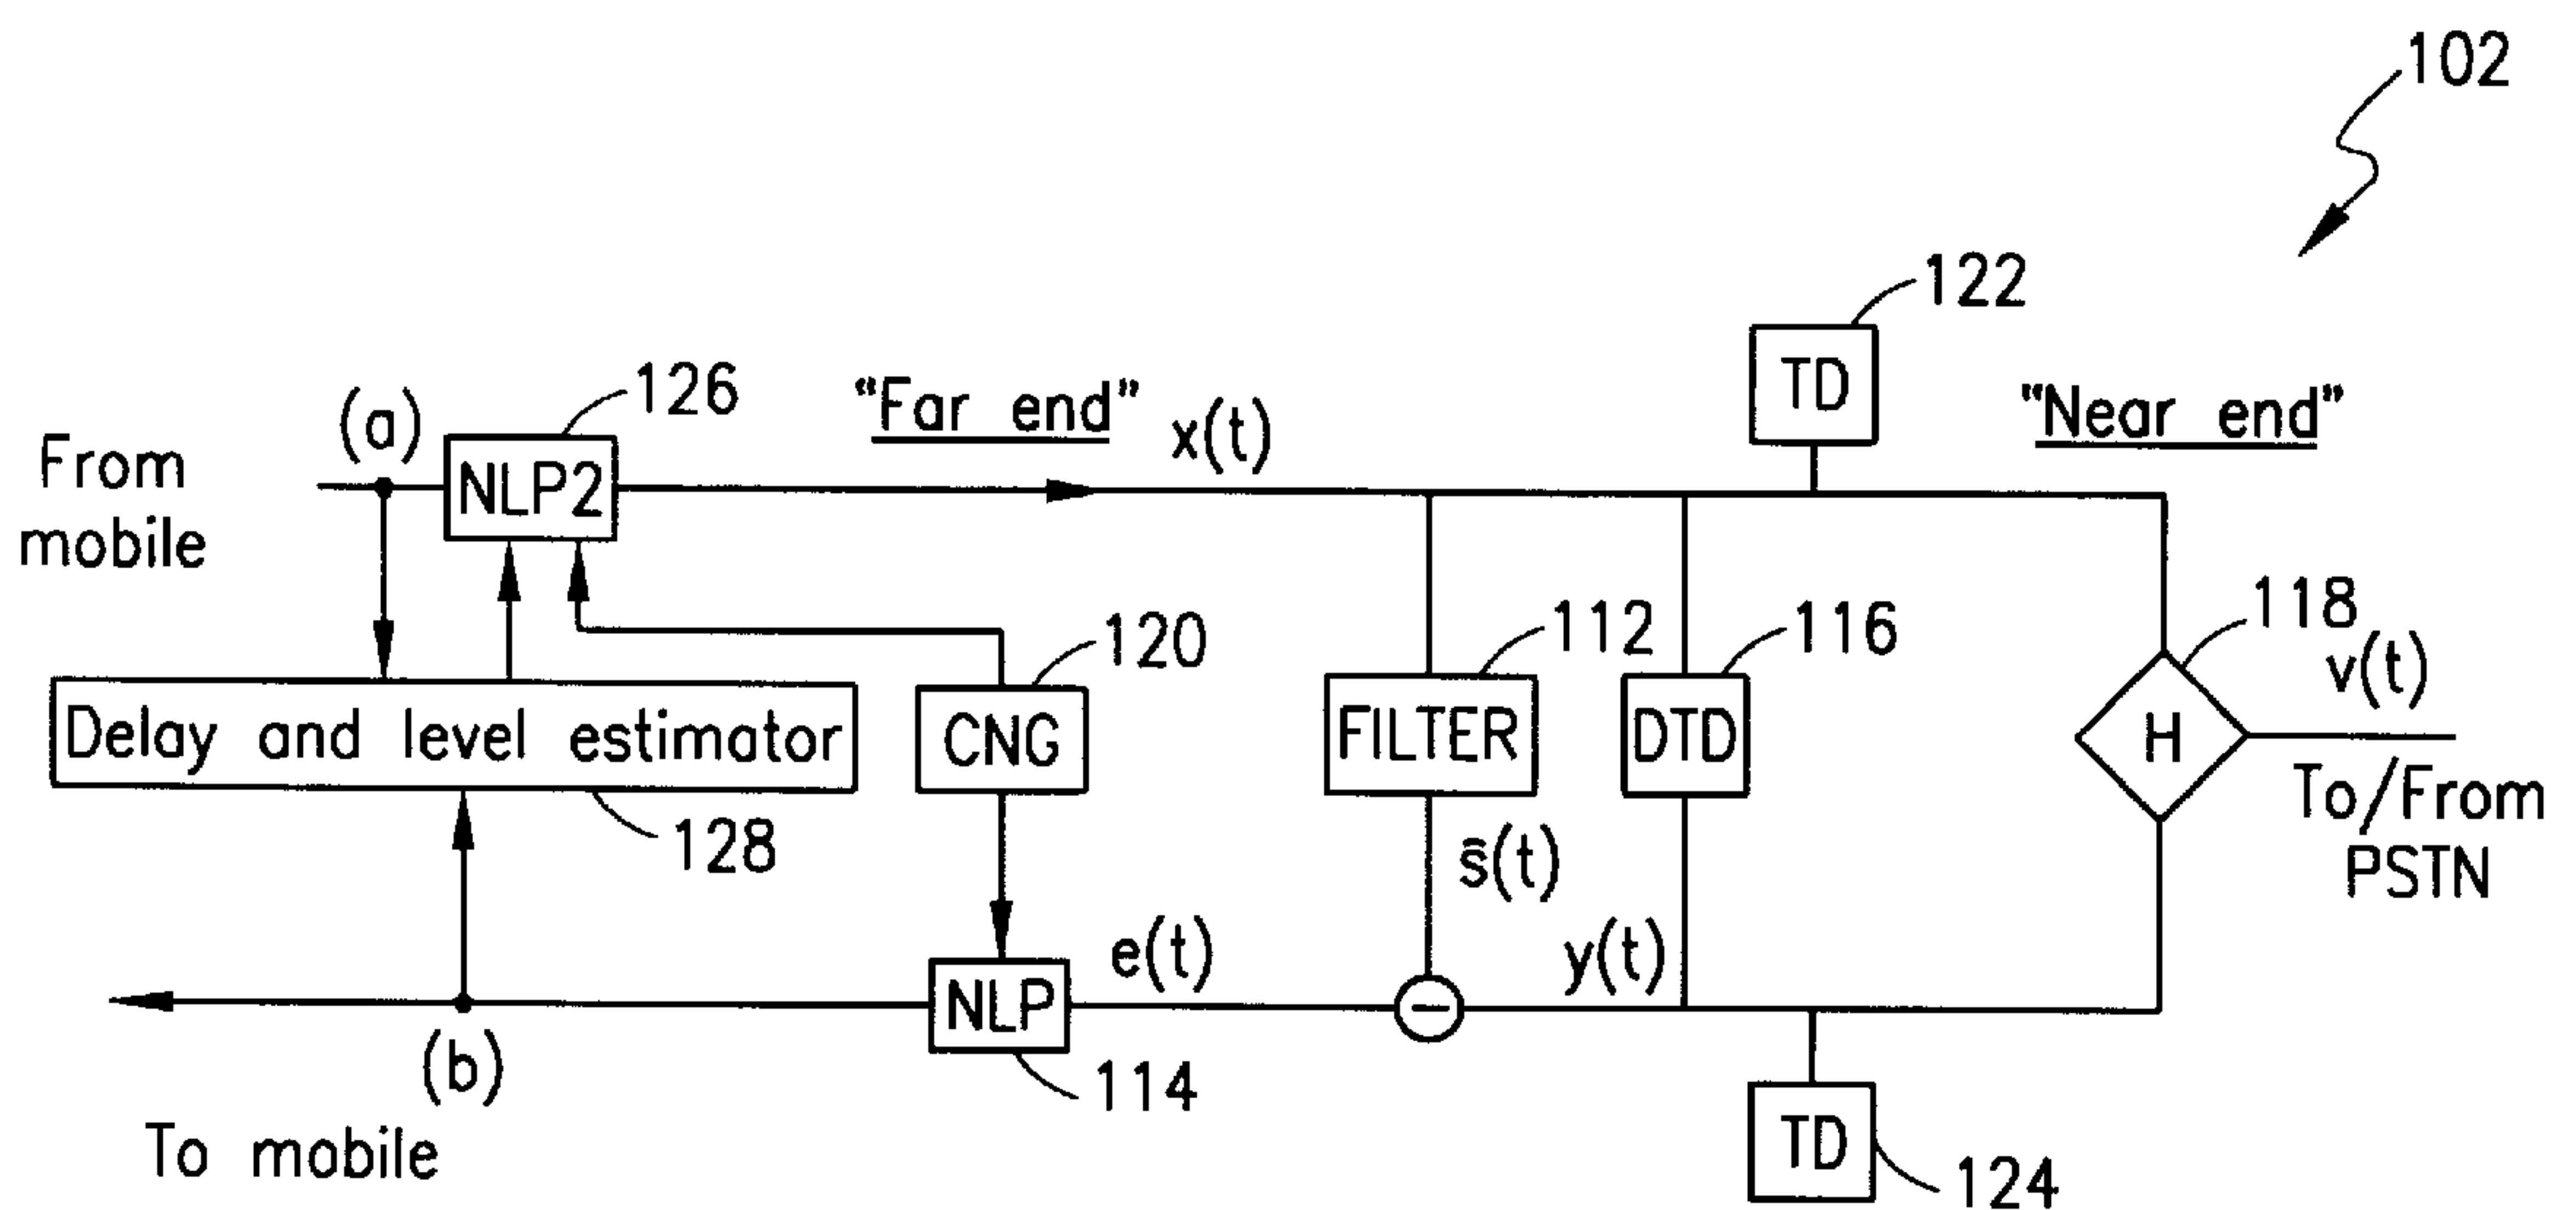 102
122
TD
126
(a)
"Far end"
x(t)
"Near end"
From
mobile
NLP2
118
v(t)
120
112
116
Delay and level estimator
CNG
FILTER
DTD
H
To/From
PSTN
128
ŝ(t)
e(t)
y(t)
NLP
(b)
114
To mobile
TD
124